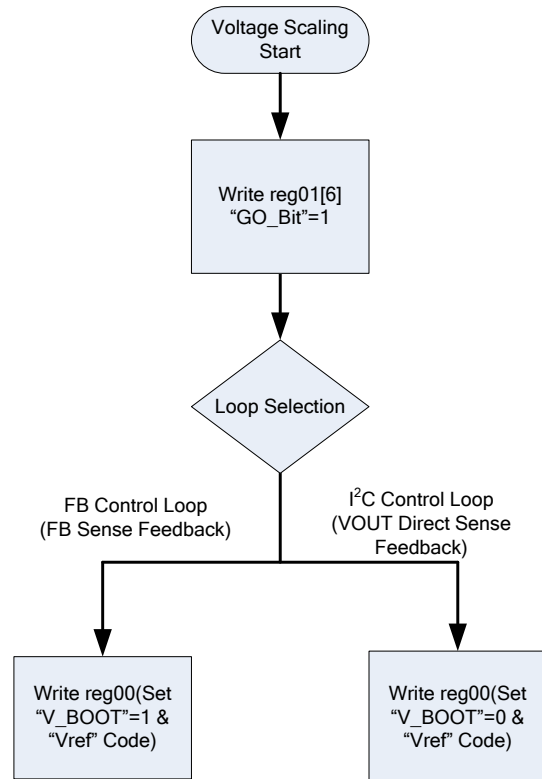 Voltage Scaling
Start
Write reg01[6]
“GO_Bit”=1
Loop Selection
FB Control Loop
(FB Sense Feedback)
I²C Control Loop
(VOUT Direct Sense
Feedback)
Write reg00(Set
“V_BOOT”=1 &
“Vref” Code)
Write reg00(Set
“V_BOOT”=0 &
“Vref” Code)